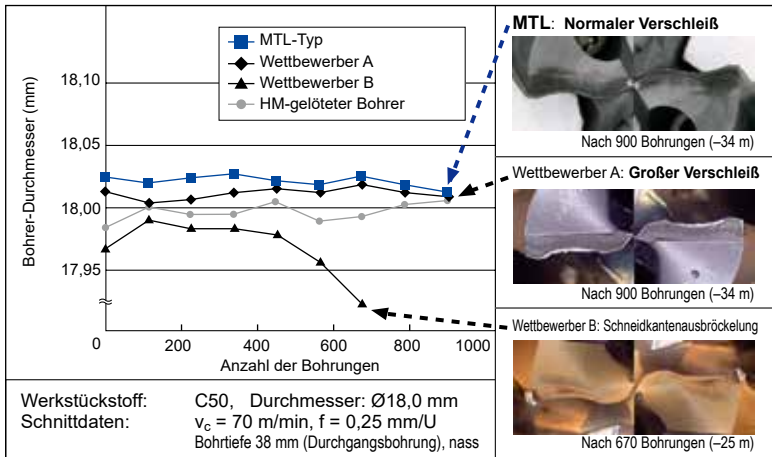 MTL-Typ
Wettbewerber A
Wettbewerber B
HM-gelöteter Bohrer
Bohrer-Durchmesser (mm)
18,10
18,05
18,00
17,95
0 200 400 600 800 1000
Anzahl der Bohrungen
Werkstückstoff: C50, Durchmesser: Ø18,0 mm
Schnittdaten: vc = 70 m/min, f = 0,25 mm/U
Bohrtiefe 38 mm (Durchgangsbohrung), nass
MTL: Normaler Verschleiß
Nach 900 Bohrungen (–34 m)
Wettbewerber A: Großer Verschleiß
Nach 900 Bohrungen (–34 m)
Wettbewerber B: Schneidkantenausbröckelung
Nach 670 Bohrungen (–25 m)